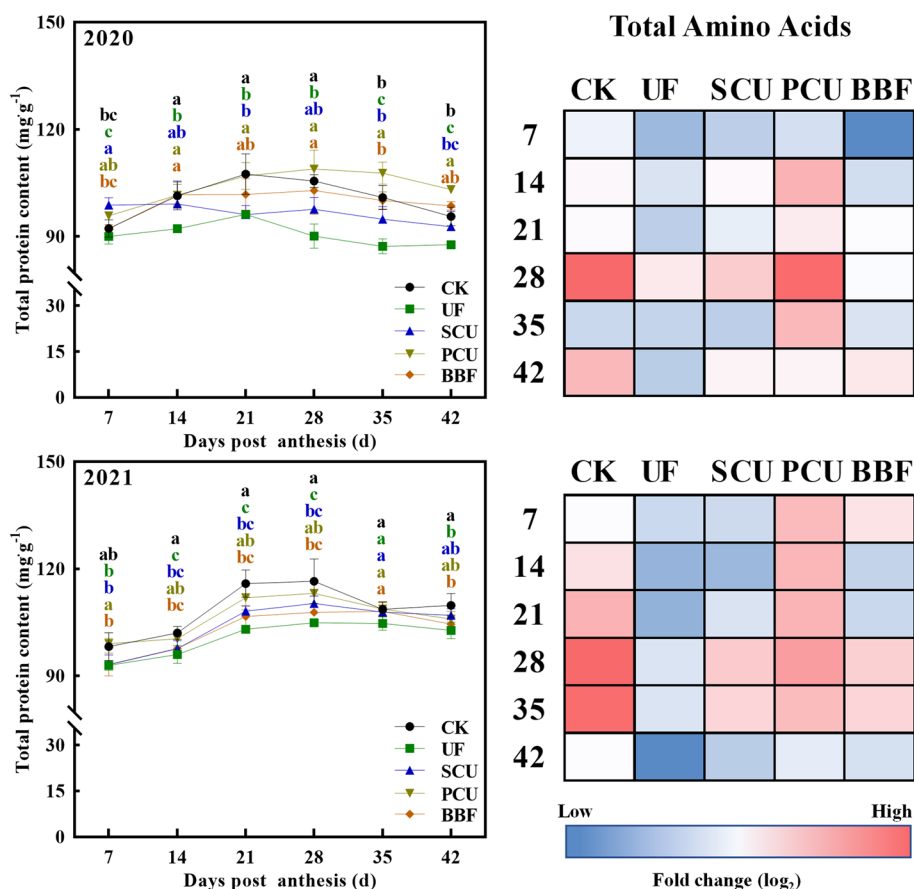 2020
Total protein content (mg·g-1)
150
120
90
30
15
0
bc a a a b b
c b b b c c
a ab b ab b bc
ab a a a a a
bc a ab a b ab
CK
UF
SCU
PCU
BBF
7 14 21 28 35 42
Days post anthesis (d)
Total Amino Acids
CK UF SCU PCU BBF
7
14
21
28
35
42
2021
Total protein content (mg·g-1)
150
120
90
30
15
0
ab a a a a a
b c c c a b
b bc bc bc a ab
a ab ab ab a ab
b bc bc bc a b
CK
UF
SCU
PCU
BBF
7 14 21 28 35 42
Days post anthesis (d)
CK UF SCU PCU BBF
7
14
21
28
35
42
Low High
Fold change (log2)